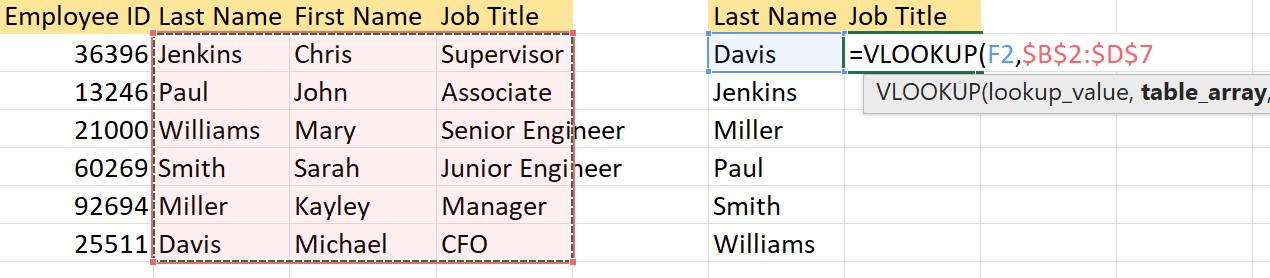 Employee ID Last Name First Name Job Title Last Name Job Title
36396 Jenkins Chris Supervisor Davis =VLOOKUP(F2,$B$2:$D$7
13246 Paul John Associate Jenkins VLOOKUP(lookup_value, table_array,
21000 Williams Mary Senior Engineer Miller
60269 Smith Sarah Junior Engineer Paul
92694 Miller Kayley Manager Smith
25511 Davis Michael CFO Williams